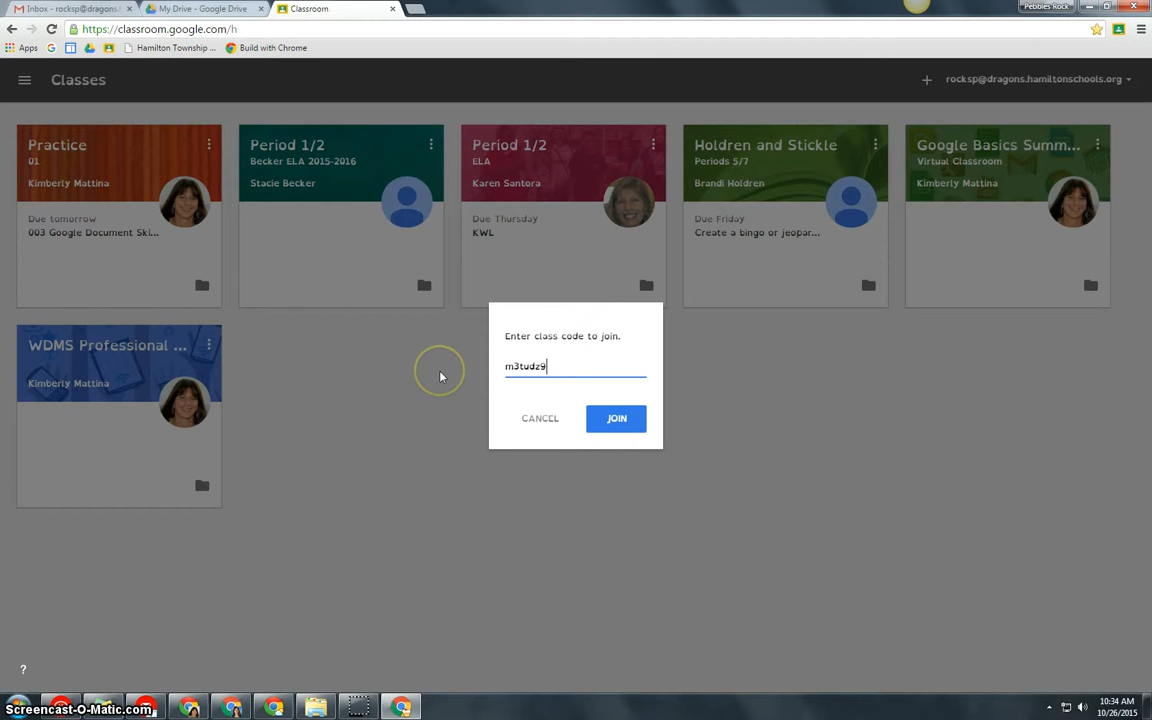 Inbox - rocksp@dragons.h
My Drive - Google Drive
Classroom
Pebbles Rock
https://classroom.google.com/h
Apps
Hamilton Township ...
Build with Chrome
Classes
rocksp@dragons.hamiltonschools.org
Practice
01
Kimberly Mattina
Due tomorrow
003 Google Document Ski...
Period 1/2
Becker ELA 2015-2016
Stacie Becker
Period 1/2
ELA
Karen Santora
Due Thursday
KWL
Holdren and Stickle
Periods 5/7
Brandi Holdren
Due Friday
Create a bingo or jeopar...
Google Basics Summ...
Virtual Classroom
Kimberly Mattina
WDMS Professional ...
Kimberly Mattina
Enter class code to join.
m3tudz9
CANCEL
JOIN
?
Screencast-O-Matic.com
10:34 AM
10/26/2015